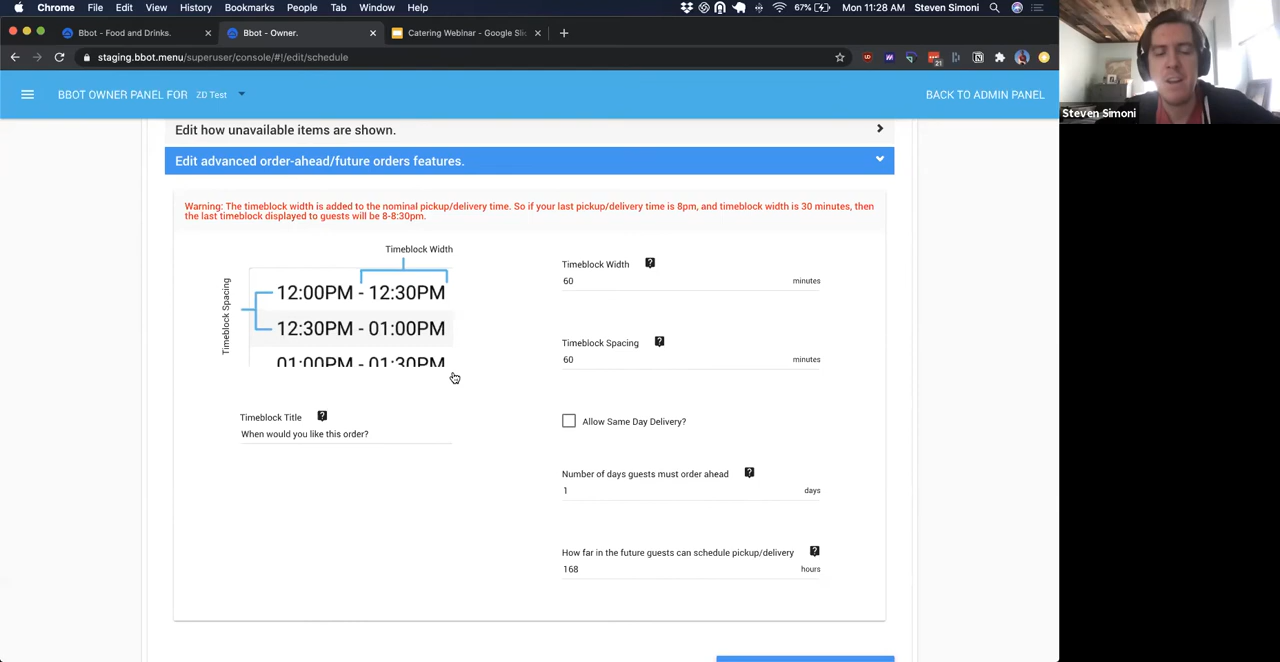 Chrome File Edit View History Bookmarks People Tab Window Help 67% Mon 11:28 AM Steven Simoni
Bbot - Food and Drinks. Bbot - Owner. Catering Webinar - Google Slid
staging.bbot.menu/superuser/console/#!/edit/schedule 21
BBOT OWNER PANEL FOR ZD Test BACK TO ADMIN PANEL
Steven Simoni
Edit how unavailable items are shown.
Edit advanced order-ahead/future orders features.
Warning: The timeblock width is added to the nominal pickup/delivery time. So if your last pickup/delivery time is 8pm, and timeblock width is 30 minutes, then
the last timeblock displayed to guests will be 8-8:30pm.
Timeblock Width
Timeblock Spacing
12:00PM - 12:30PM
12:30PM - 01:00PM
01:00PM - 01:30PM
Timeblock Title ?
When would you like this order?
Timeblock Width ?
60 minutes
Timeblock Spacing ?
60 minutes
Allow Same Day Delivery?
Number of days guests must order ahead ?
1 days
How far in the future guests can schedule pickup/delivery ?
168 hours